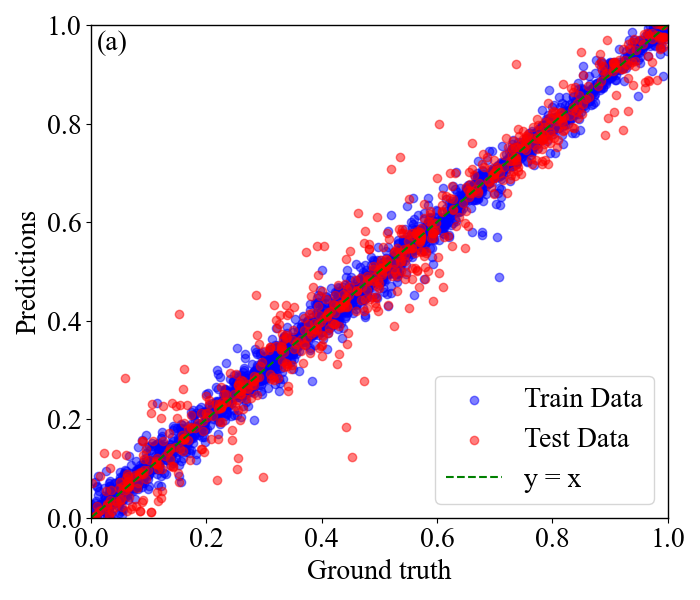 (a)
1.0
0.8
0.6
0.4
0.2
0.0
Predictions
Train Data
Test Data
y = x
0.0 0.2 0.4 0.6 0.8 1.0
Ground truth